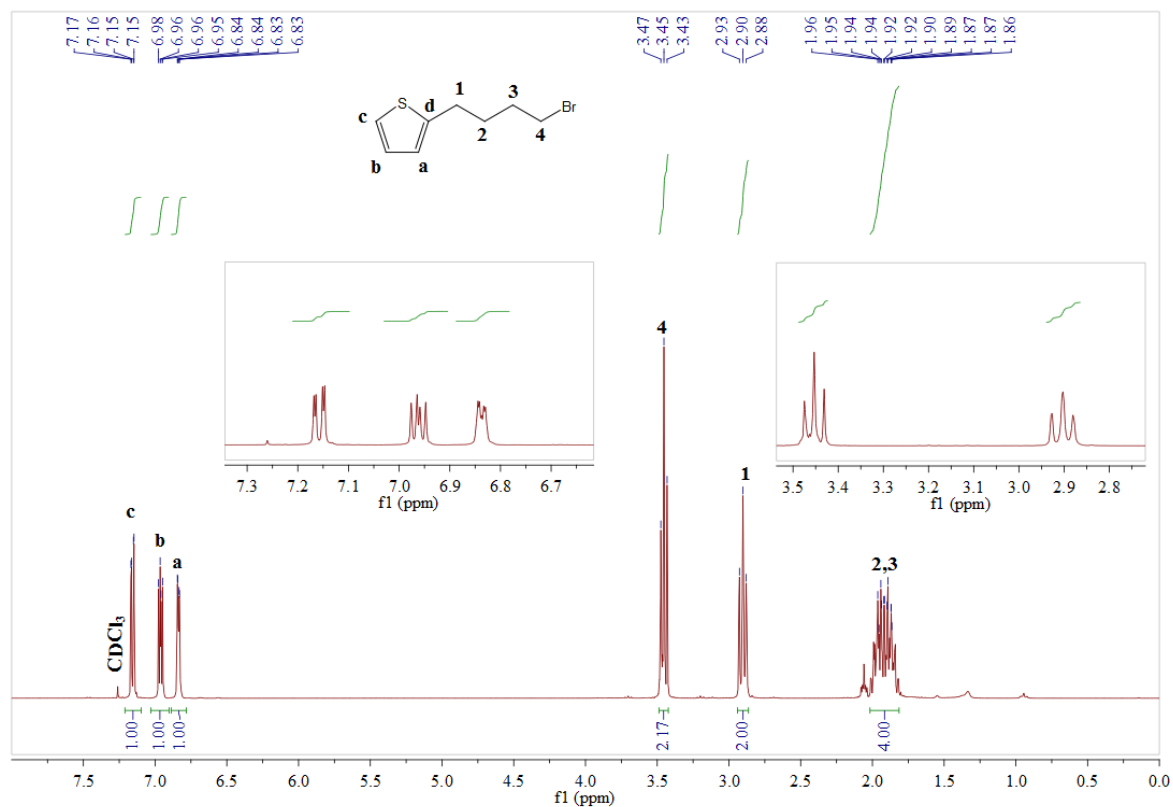 7.17 7.16 7.15 7.15 6.98 6.96 6.96 6.95 6.84 6.84 6.83 6.83 3.47 3.45 3.43 2.93 2.90 2.88 1.96 1.95 1.94 1.94 1.92 1.92 1.90 1.89 1.87 1.87 1.86
1 3
S d Br
c
2 4
b a
4
7.3 7.2 7.1 7.0 6.9 6.8 6.7
f1 (ppm)
3.5 3.4 3.3 3.2 3.1 3.0 2.9 2.8
f1 (ppm)
1
c
b
a
2,3
CDCl3
1.00 1.00 1.00 2.17 2.00 4.00
7.5 7.0 6.5 6.0 5.5 5.0 4.5 4.0 3.5 3.0 2.5 2.0 1.5 1.0 0.5 0.0
f1 (ppm)